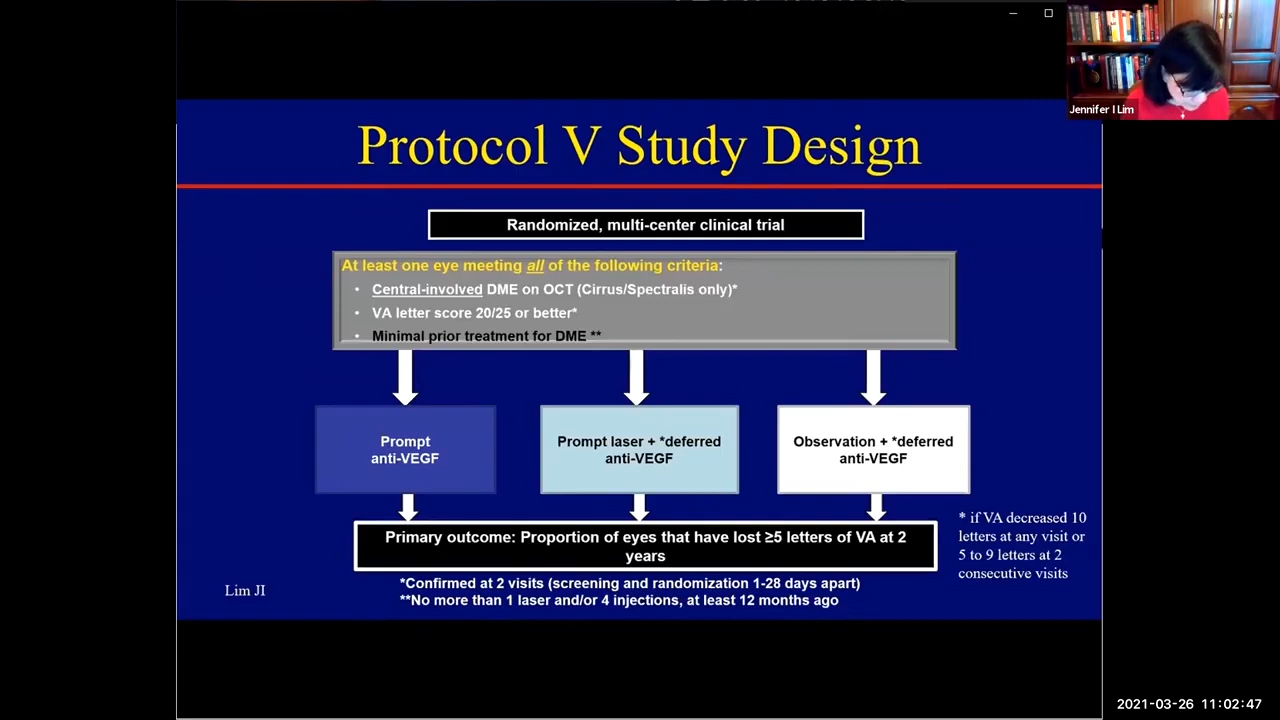 Jennifer I Lim
Protocol V Study Design
Randomized, multi-center clinical trial
At least one eye meeting all of the following criteria:
• Central-involved DME on OCT (Cirrus/Spectralis only)*
• VA letter score 20/25 or better*
• Minimal prior treatment for DME **
Prompt
anti-VEGF
Prompt laser + *deferred
anti-VEGF
Observation + *deferred
anti-VEGF
Primary outcome: Proportion of eyes that have lost ≥5 letters of VA at 2
years
* if VA decreased 10
letters at any visit or
5 to 9 letters at 2
consecutive visits
*Confirmed at 2 visits (screening and randomization 1-28 days apart)
**No more than 1 laser and/or 4 injections, at least 12 months ago
Lim JI
2021-03-26 11:02:47